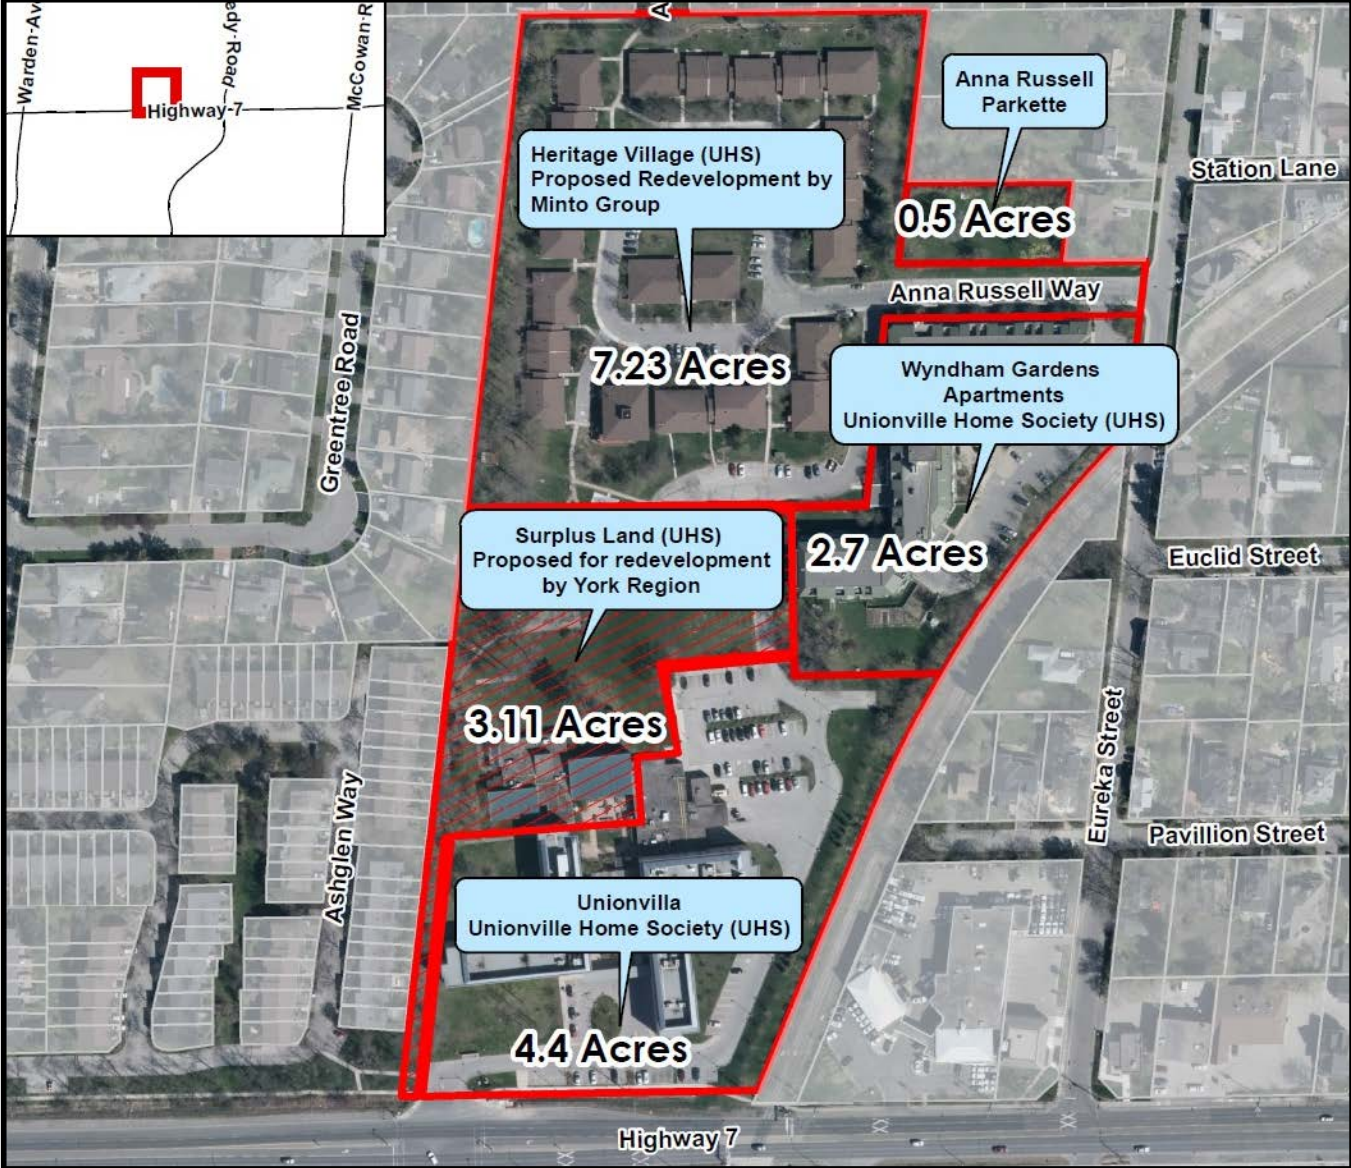 Warden-Av
ady-Road
McCowan-R
Highway-7
A
Anna Russell
Parkette
Heritage Village (UHS)
Proposed Redevelopment by
Minto Group
Station Lane
0.5 Acres
Anna Russell Way
7.23 Acres
Wyndham Gardens
Apartments
Unionville Home Society (UHS)
Greentree Road
Surplus Land (UHS)
Proposed for redevelopment
by York Region
2.7 Acres
Euclid Street
3.11 Acres
Eureka Street
Ashglen Way
Pavillion Street
Unionvilla
Unionville Home Society (UHS)
4.4 Acres
Highway 7